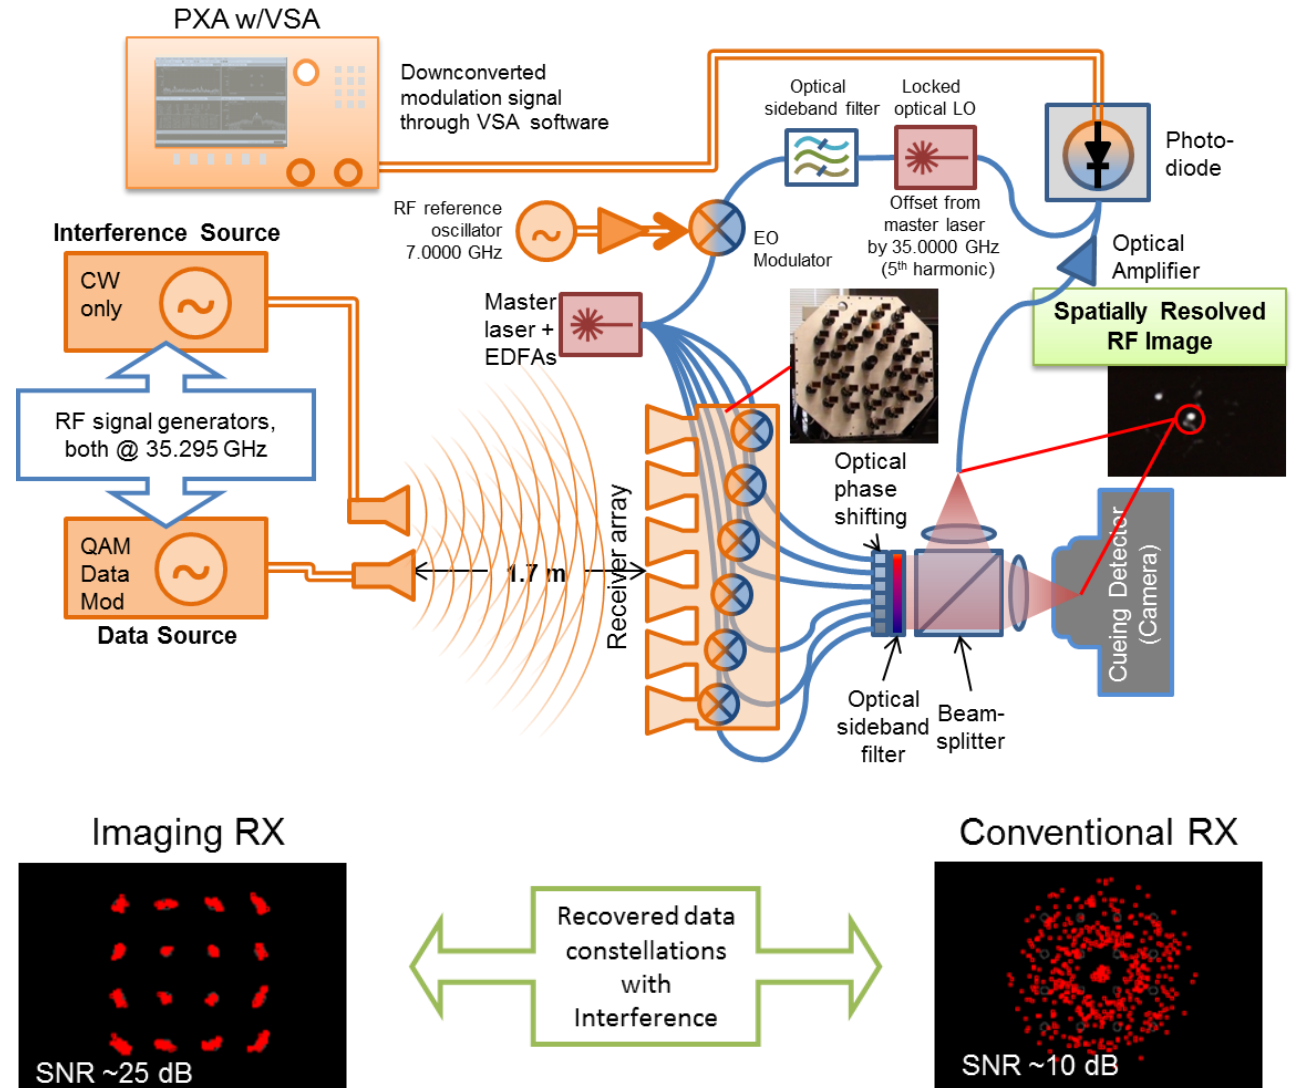 PXA w/VSA
Downconverted
modulation signal
through VSA software
Optical
sideband filter
Locked
optical LO
Photo-
diode
RF reference
oscillator
7.0000 GHz
EO
Modulator
Offset from
master laser
by 35.0000 GHz
(5th harmonic)
Optical
Amplifier
Interference Source
CW
only
Master
laser +
EDFAs
Spatially Resolved
RF Image
RF signal generators,
both @ 35.295 GHz
Optical
phase
shifting
QAM
Data
Mod
Data Source
1.7 m
Receiver array
Cueing Detector
(Camera)
Optical
sideband
filter
Beam-
splitter
Imaging RX
Conventional RX
Recovered data
constellations
with
Interference
SNR ~25 dB
SNR ~10 dB